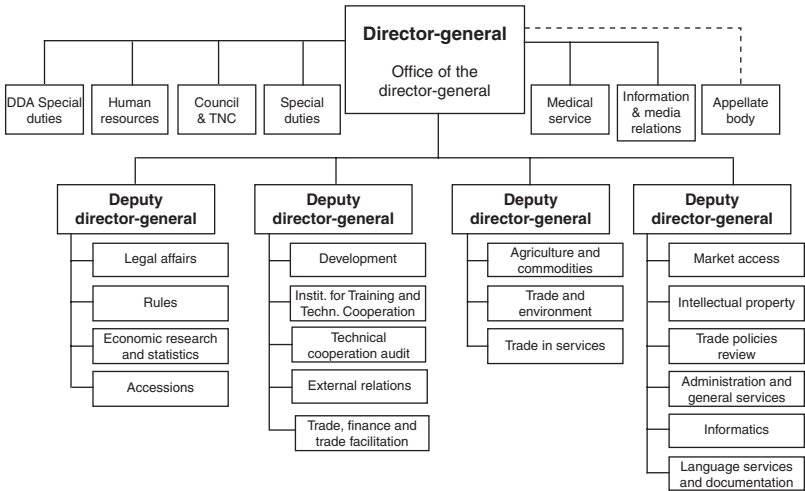 Director-general
Office of the
director-general
DDA Special
duties
Human
resources
Council
& TNC
Special
duties
Medical
service
Information
& media
relations
Appellate
body
Deputy
director-general
Legal affairs
Rules
Economic research
and statistics
Accessions
Deputy
director-general
Development
Instit. for Training and
Techn. Cooperation
Technical
cooperation audit
External relations
Trade, finance and
trade facilitation
Deputy
director-general
Agriculture and
commodities
Trade and
environment
Trade in services
Deputy
director-general
Market access
Intellectual property
Trade policies
review
Administration and
general services
Informatics
Language services
and documentation